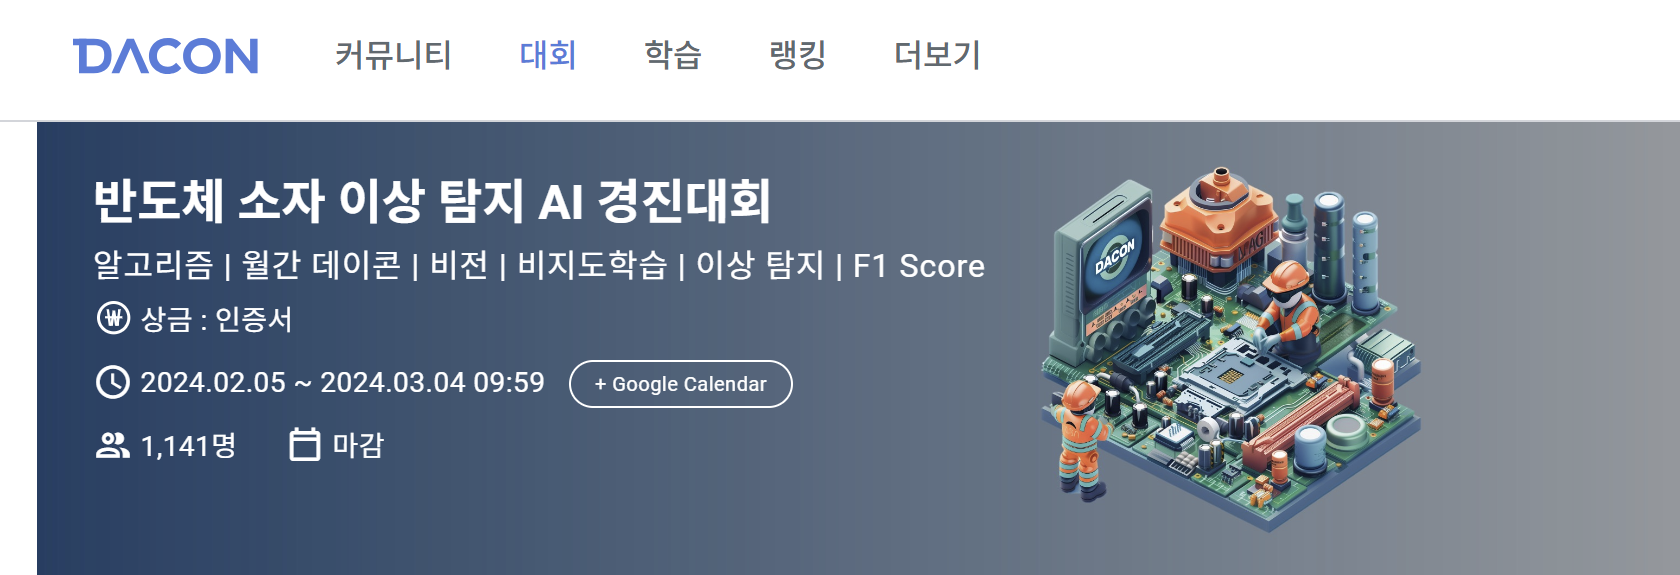 DACON 커뮤니티 대회 학습 랭킹 더보기
반도체 소자 이상 탐지 AI 경진대회
알고리즘 | 월간 데이콘 | 비전 | 비지도학습 | 이상 탐지 | F1 Score
₩ 상금 : 인증서
2024.02.05 ~ 2024.03.04 09:59 + Google Calendar
1,141명 마감
DACON